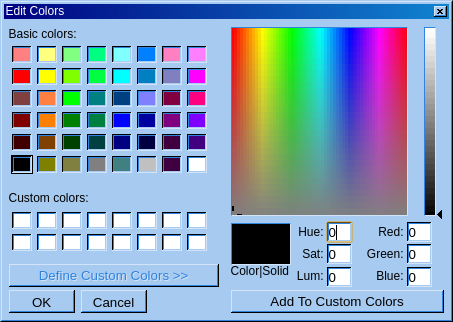 Edit Colors
Basic colors:
Custom colors:
Define Custom Colors >>
OK Cancel
Hue: 0 Red: 0
Sat: 0 Green: 0
Color|Solid
Lum: 0 Blue: 0
Add To Custom Colors